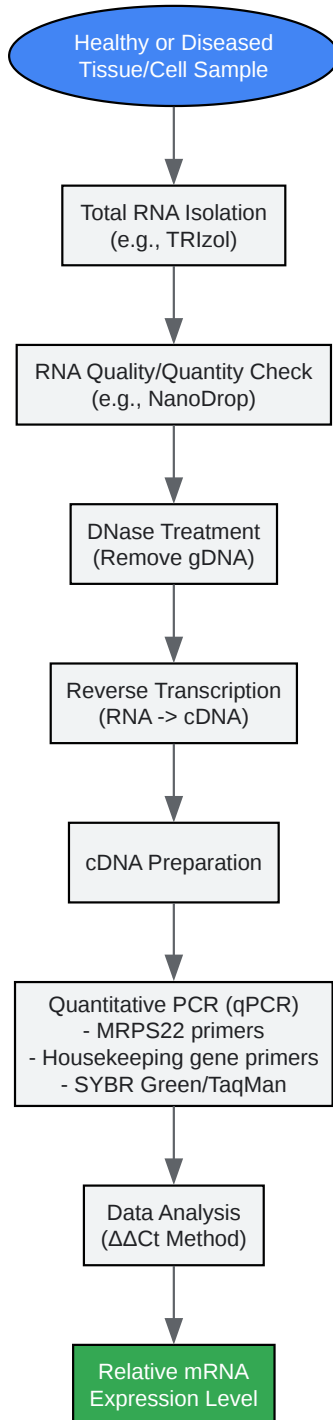 Healthy or Diseased
Tissue/Cell Sample
Total RNA Isolation
(e.g., TRIzol)
RNA Quality/Quantity Check
(e.g., NanoDrop)
DNase Treatment
(Remove gDNA)
Reverse Transcription
(RNA -> cDNA)
cDNA Preparation
Quantitative PCR (qPCR)
- MRPS22 primers
- Housekeeping gene primers
- SYBR Green/TaqMan
Data Analysis
(ΔΔCt Method)
Relative mRNA
Expression Level